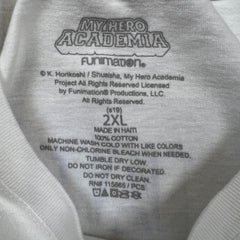 MY HERO
ACADEMIA
FUNIMATION®
© K. Horikoshi / Shueisha, My Hero Academia
Project All Rights Reserved Licensed
by Funimation® Productions, LLC.
All Rights Reserved.
(s19)
2XL
MADE IN HAITI
100% COTTON
MACHINE WASH COLD WITH LIKE COLORS
ONLY NON-CHLORINE BLEACH WHEN NEEDED.
TUMBLE DRY LOW.
DO NOT IRON IF DECORATED.
DO NOT DRY CLEAN.
RN# 115865 / PCS